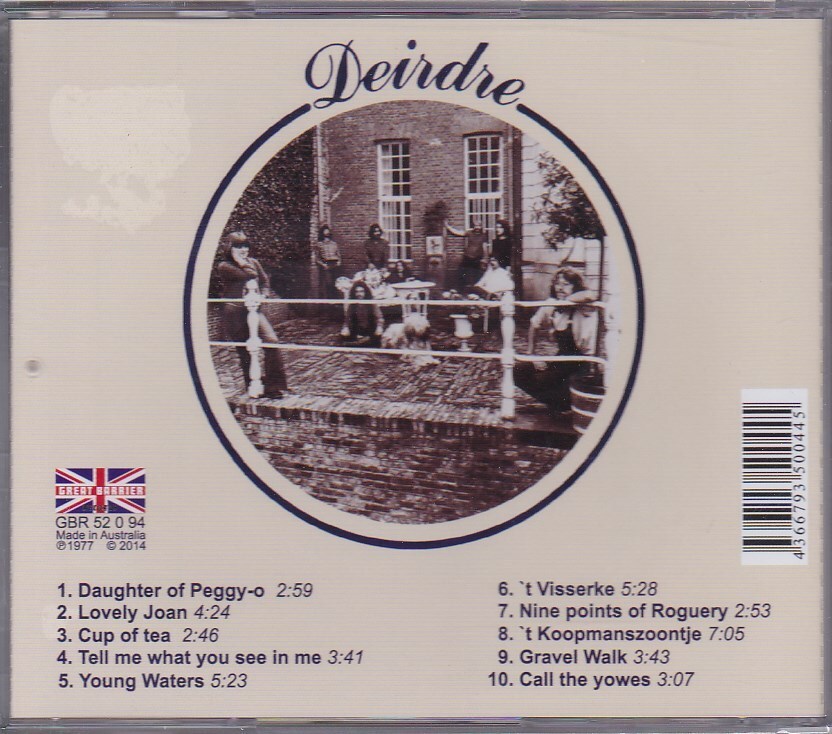 Deirdre
GREAT BARRIER
GBR 52 0 94
Made in Australia
℗1977 ©2014
1. Daughter of Peggy-o 2:59
2. Lovely Joan 4:24
3. Cup of tea 2:46
4. Tell me what you see in me 3:41
5. Young Waters 5:23
6. `t Visserke 5:28
7. Nine points of Roguery 2:53
8. `t Koopmanszoontje 7:05
9. Gravel Walk 3:43
10. Call the yowes 3:07
4366793500445